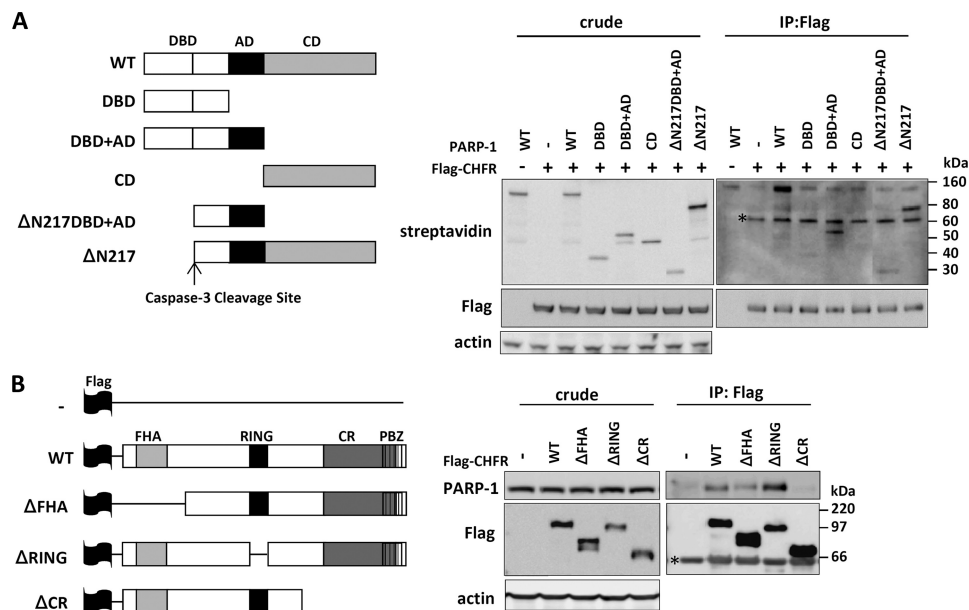 A
DBD AD CD
WT
DBD
DBD+AD
CD
ΔN217DBD+AD
ΔN217
Caspase-3 Cleavage Site
crude IP:Flag
PARP-1 WT - WT DBD DBD+AD CD ΔN217DBD+AD ΔN217 WT - WT DBD DBD+AD CD ΔN217DBD+AD ΔN217
Flag-CHFR - + + + + + + + - + + + + + + +
kDa
160
80
60
50
40
30
streptavidin
*
Flag
actin
B
Flag
-
FHA RING CR PBZ
WT
ΔFHA
ΔRING
ΔCR
crude IP: Flag
Flag-CHFR - WT ΔFHA ΔRING ΔCR - WT ΔFHA ΔRING ΔCR
PARP-1
kDa
220
97
66
Flag
*
actin